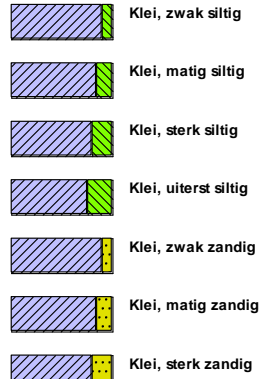 Klei, zwak siltig
Klei, matig siltig
Klei, sterk siltig
Klei, uiterst siltig
Klei, zwak zandig
Klei, matig zandig
Klei, sterk zandig